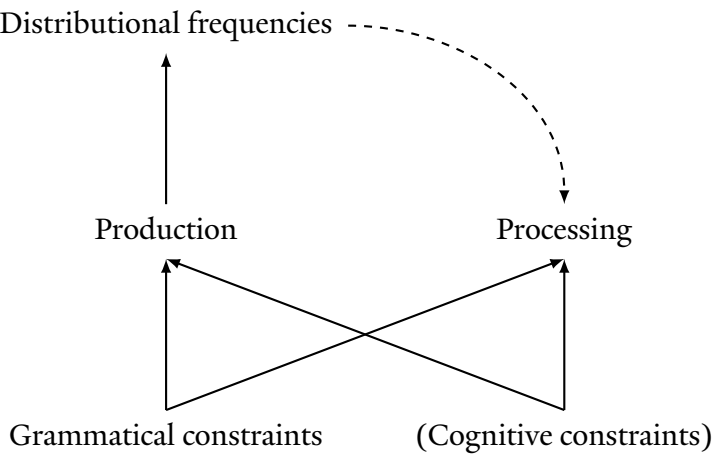 Distributional frequencies
Production
Processing
Grammatical constraints
(Cognitive constraints)